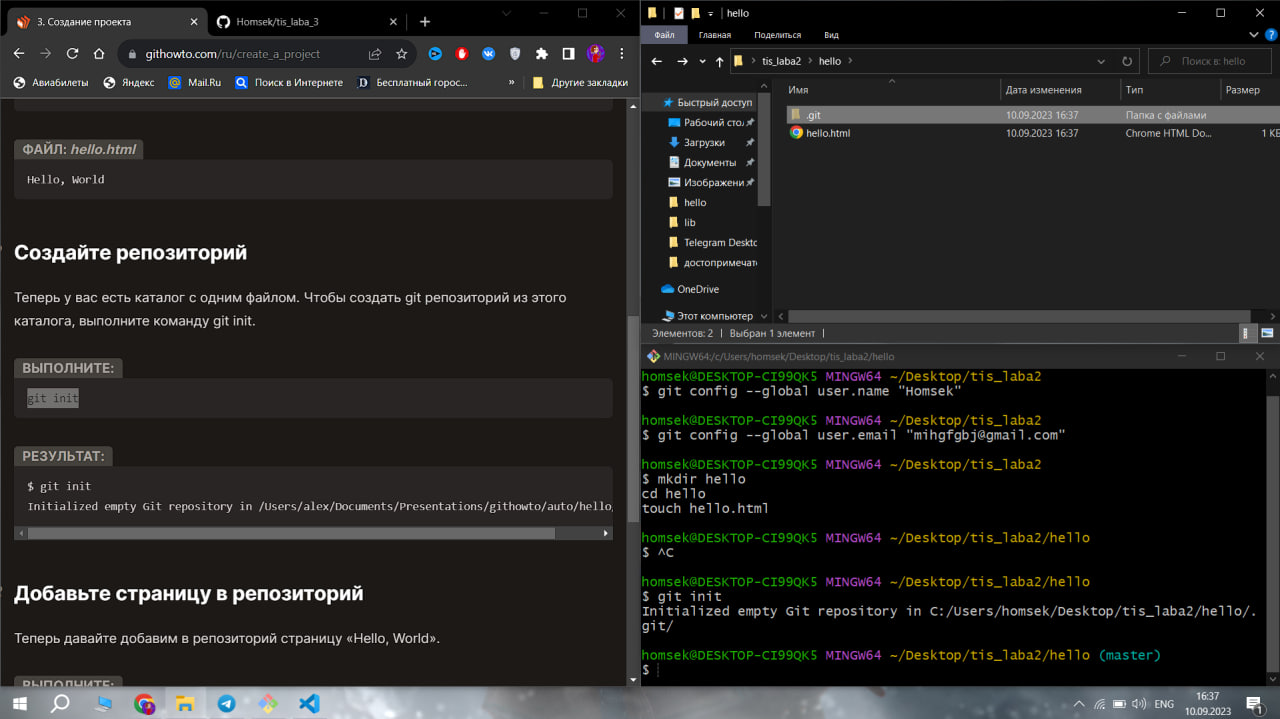 3. Создание проекта
Homsek/tis_laba_3
githowto.com/ru/create_a_project
Авиабилеты
Яндекс
Mail.Ru
Поиск в Интернете
Бесплатный горос...
»
Другие закладки
ФАЙЛ: hello.html
Hello, World
Создайте репозиторий
Теперь у вас есть каталог с одним файлом. Чтобы создать git репозиторий из этого
каталога, выполните команду git init.
ВЫПОЛНИТЕ:
git init
РЕЗУЛЬТАТ:
$ git init
Initialized empty Git repository in /Users/alex/Documents/Presentations/githowto/auto/hello/
Добавьте страницу в репозиторий
Теперь давайте добавим в репозиторий страницу «Hello, World».
ВЫПОЛНИТЕ:
hello
Файл
Главная
Поделиться
Вид
tis_laba2 > hello >
Поиск в: hello
Имя
Дата изменения
Тип
Размер
.git
10.09.2023 16:37
Папка с файлами
hello.html
10.09.2023 16:37
Chrome HTML Do...
1 КБ
Быстрый доступ
Рабочий сто.
Загрузки
Документы
Изображени
hello
lib
Telegram Deskto
достопримечат
OneDrive
Этот компьютер
Элементов: 2
Выбран 1 элемент
MINGW64:/c/Users/homsek/Desktop/tis_laba2/hello
homsek@DESKTOP-CI99QK5 MINGW64 ~/Desktop/tis_laba2
$ git config --global user.name "Homsek"
homsek@DESKTOP-CI99QK5 MINGW64 ~/Desktop/tis_laba2
$ git config --global user.email "mihgfgbj@gmail.com"
homsek@DESKTOP-CI99QK5 MINGW64 ~/Desktop/tis_laba2
$ mkdir hello
cd hello
touch hello.html
homsek@DESKTOP-CI99QK5 MINGW64 ~/Desktop/tis_laba2/hello
$ ^C
homsek@DESKTOP-CI99QK5 MINGW64 ~/Desktop/tis_laba2/hello
$ git init
Initialized empty Git repository in C:/Users/homsek/Desktop/tis_laba2/hello/.
git/
homsek@DESKTOP-CI99QK5 MINGW64 ~/Desktop/tis_laba2/hello (master)
$
ENG
16:37
10.09.2023
1